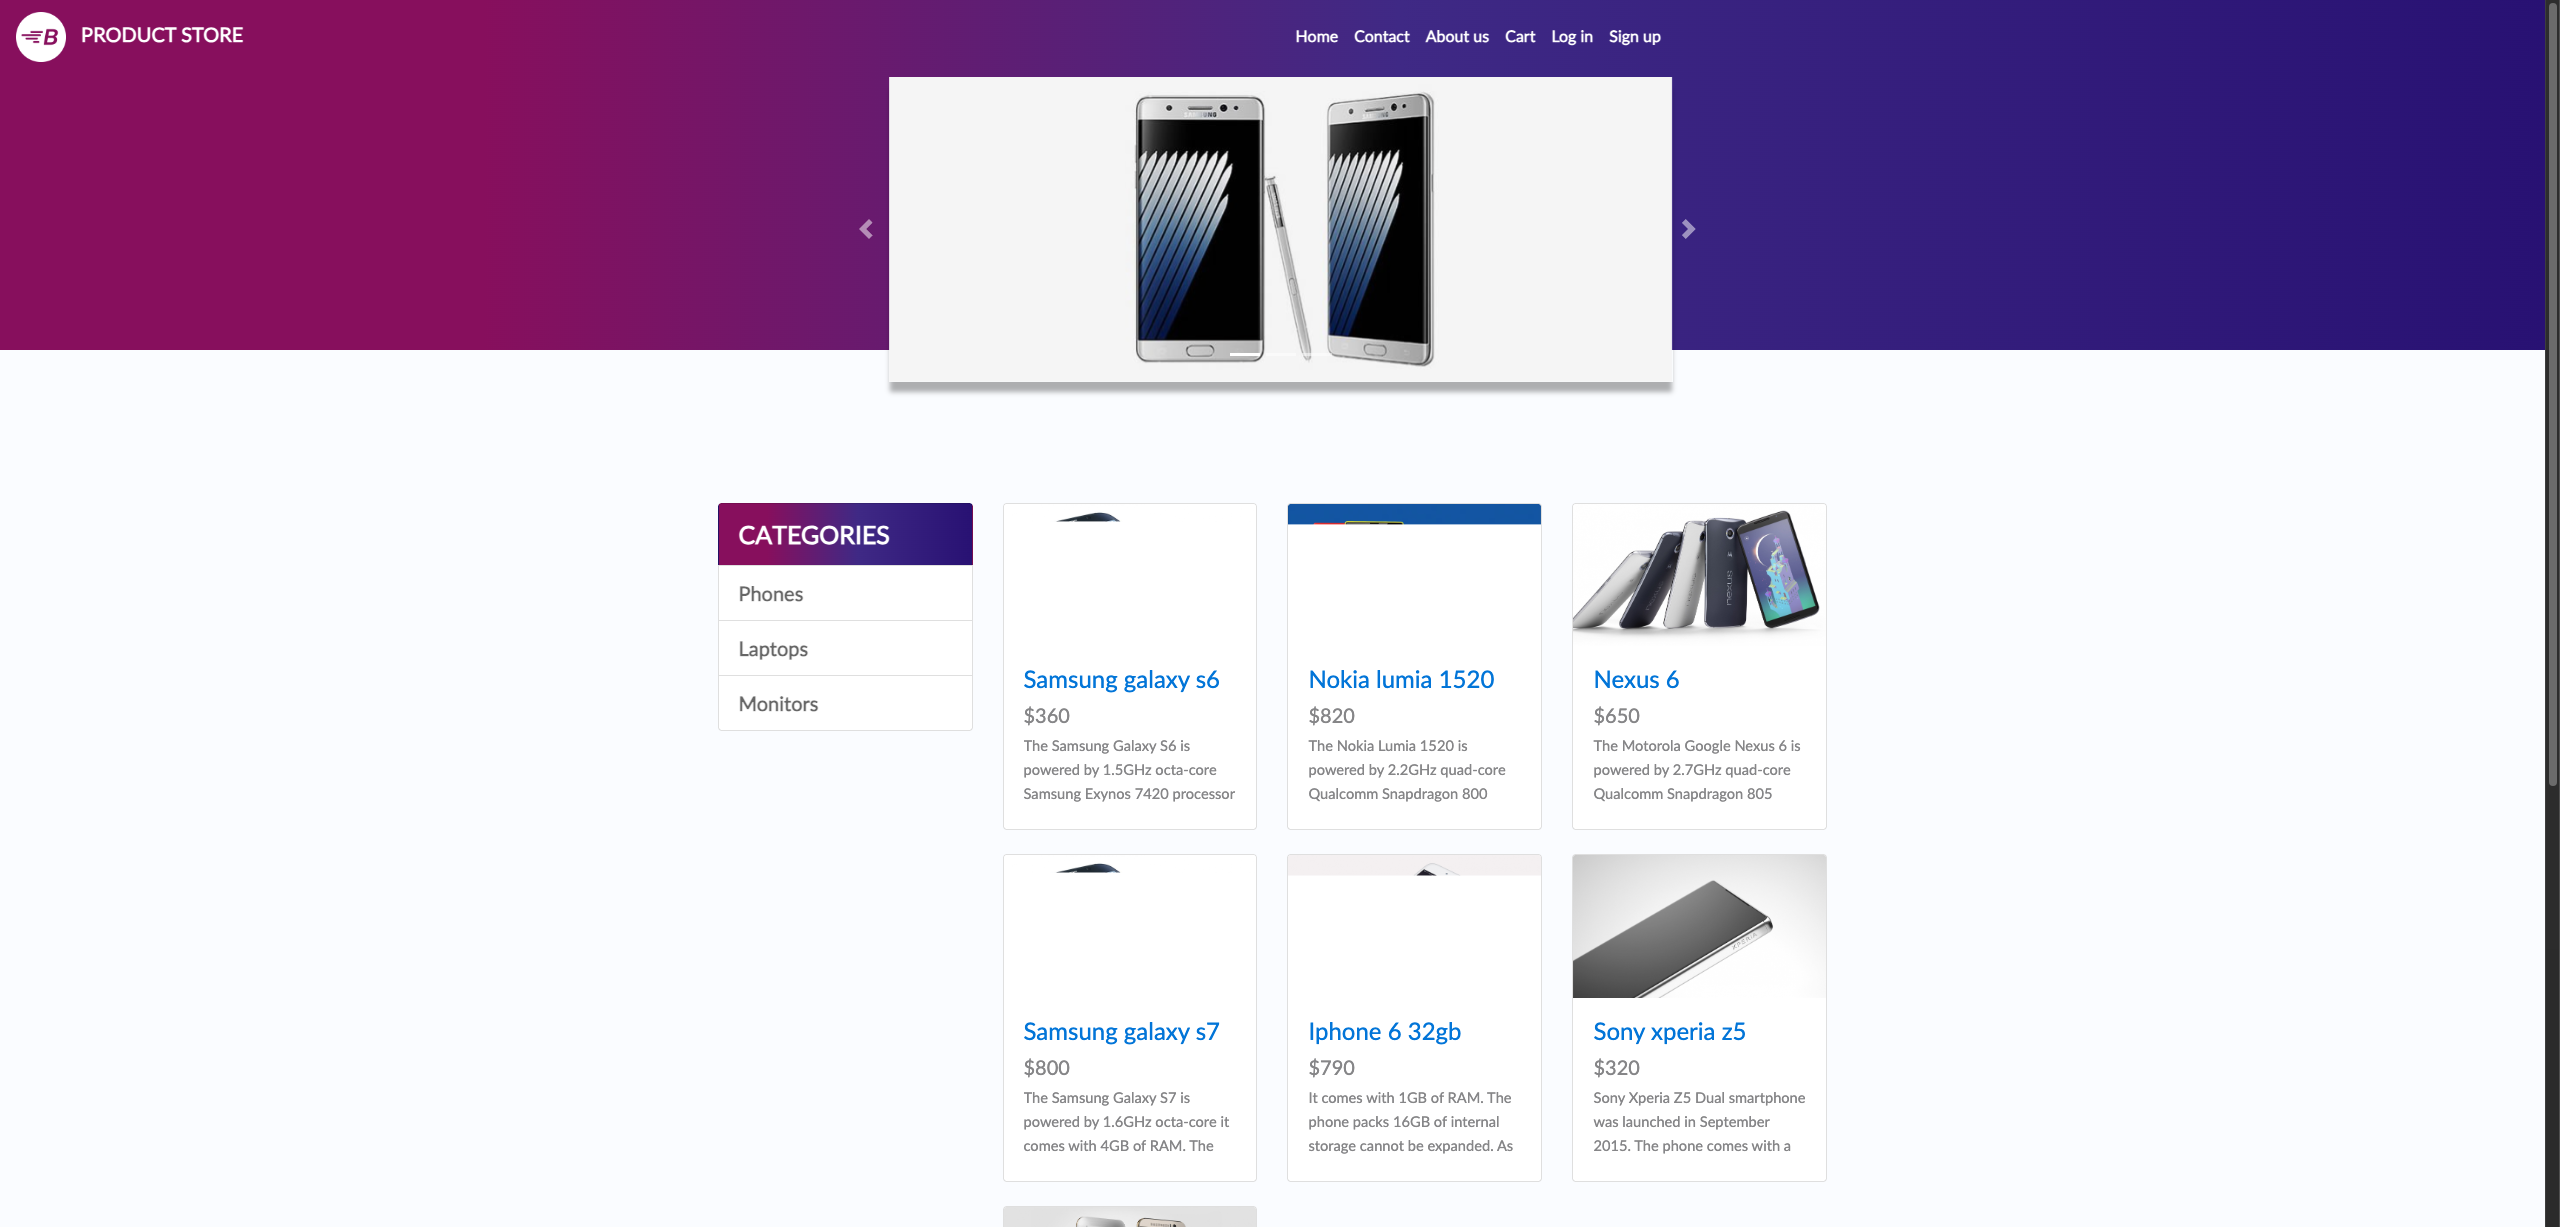 B PRODUCT STORE
Home Contact About us Cart Log in Sign up
SAMSUNG SAMSUNG
CATEGORIES
Phones
Laptops
Monitors
nexus
Samsung galaxy s6
$360
The Samsung Galaxy S6 is
powered by 1.5GHz octa-core
Samsung Exynos 7420 processor
Nokia lumia 1520
$820
The Nokia Lumia 1520 is
powered by 2.2GHz quad-core
Qualcomm Snapdragon 800
Nexus 6
$650
The Motorola Google Nexus 6 is
powered by 2.7GHz quad-core
Qualcomm Snapdragon 805
XPERIA
Samsung galaxy s7
$800
The Samsung Galaxy S7 is
powered by 1.6GHz octa-core it
comes with 4GB of RAM. The
Iphone 6 32gb
$790
It comes with 1GB of RAM. The
phone packs 16GB of internal
storage cannot be expanded. As
Sony xperia z5
$320
Sony Xperia Z5 Dual smartphone
was launched in September
2015. The phone comes with a